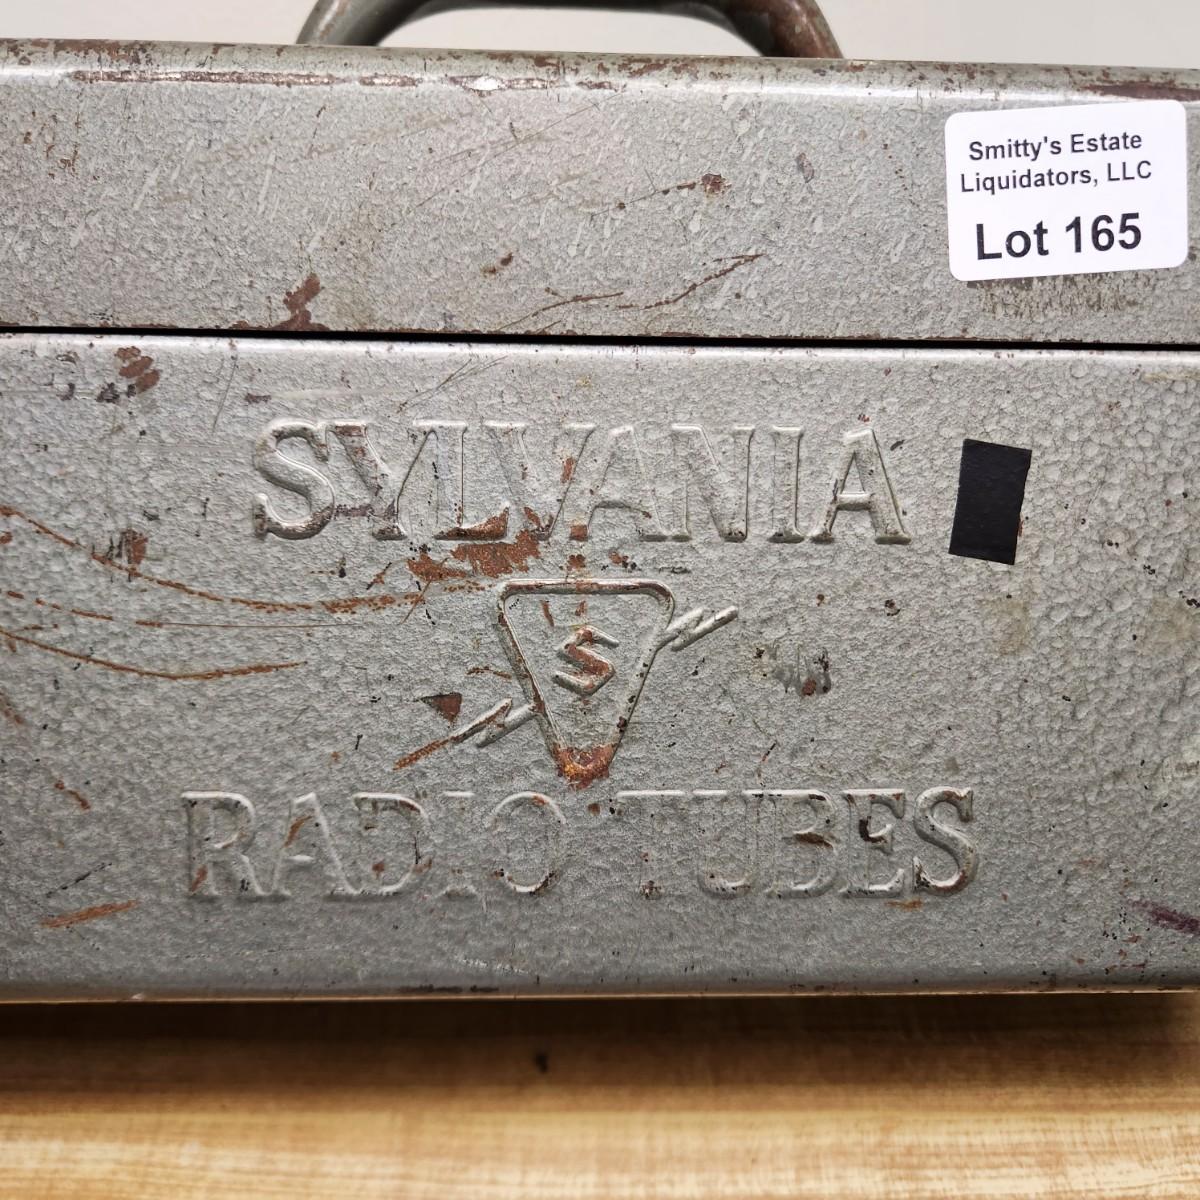 Smitty's Estate
Liquidators, LLC
Lot 165
SYLVANIA
S
RADIO TUBES